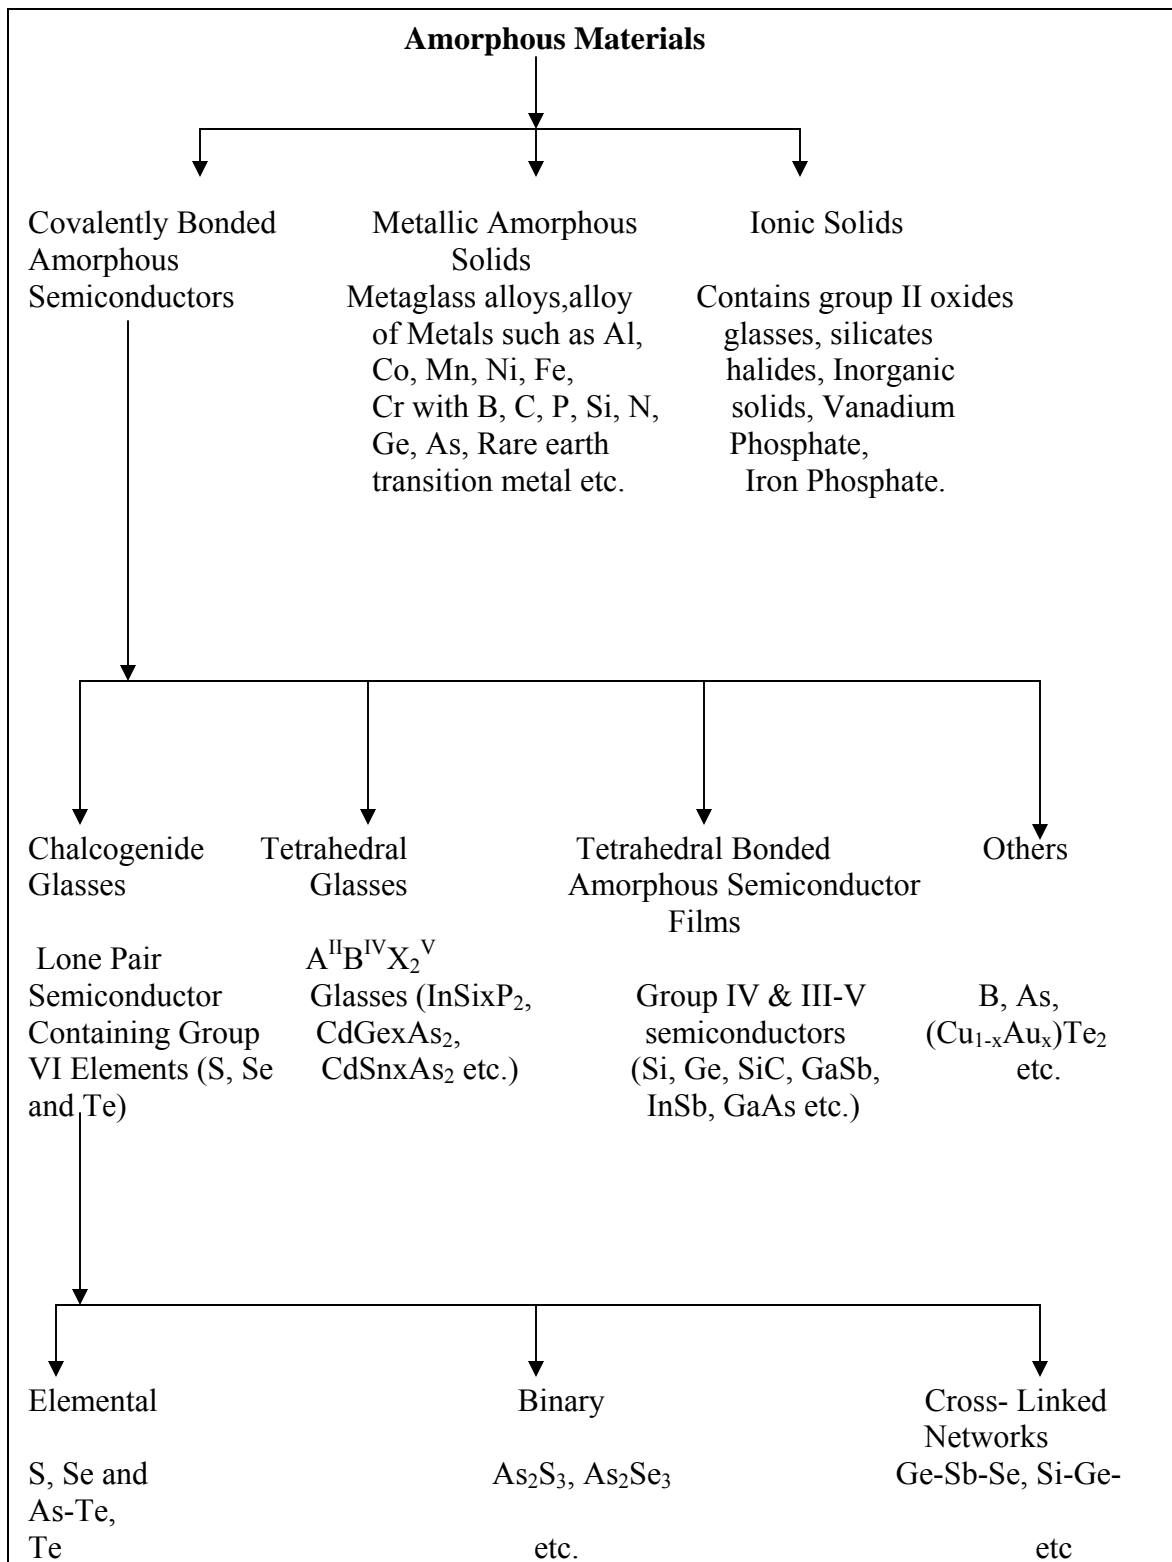 Amorphous Materials
Covalently Bonded
Amorphous
Semiconductors
Metallic Amorphous
Solids
Metaglass alloys,alloy
of Metals such as Al,
Co, Mn, Ni, Fe,
Cr with B, C, P, Si, N,
Ge, As, Rare earth
transition metal etc.
Ionic Solids
Contains group II oxides
glasses, silicates
halides, Inorganic
solids, Vanadium
Phosphate,
Iron Phosphate.
Chalcogenide
Glasses
Lone Pair
Semiconductor
Containing Group
VI Elements (S, Se
and Te)
Tetrahedral
Glasses
A^II B^IV X₂^V
Glasses (InSixP₂,
CdGexAs₂,
CdSnxAs₂ etc.)
Tetrahedral Bonded
Amorphous Semiconductor
Films
Group IV & III-V
semiconductors
(Si, Ge, SiC, GaSb,
InSb, GaAs etc.)
Others
B, As,
(Cu₁₋ₓAuₓ)Te₂
etc.
Elemental
S, Se and
As-Te,
Te
Binary
As₂S₃, As₂Se₃
etc.
Cross- Linked
Networks
Ge-Sb-Se, Si-Ge-
etc